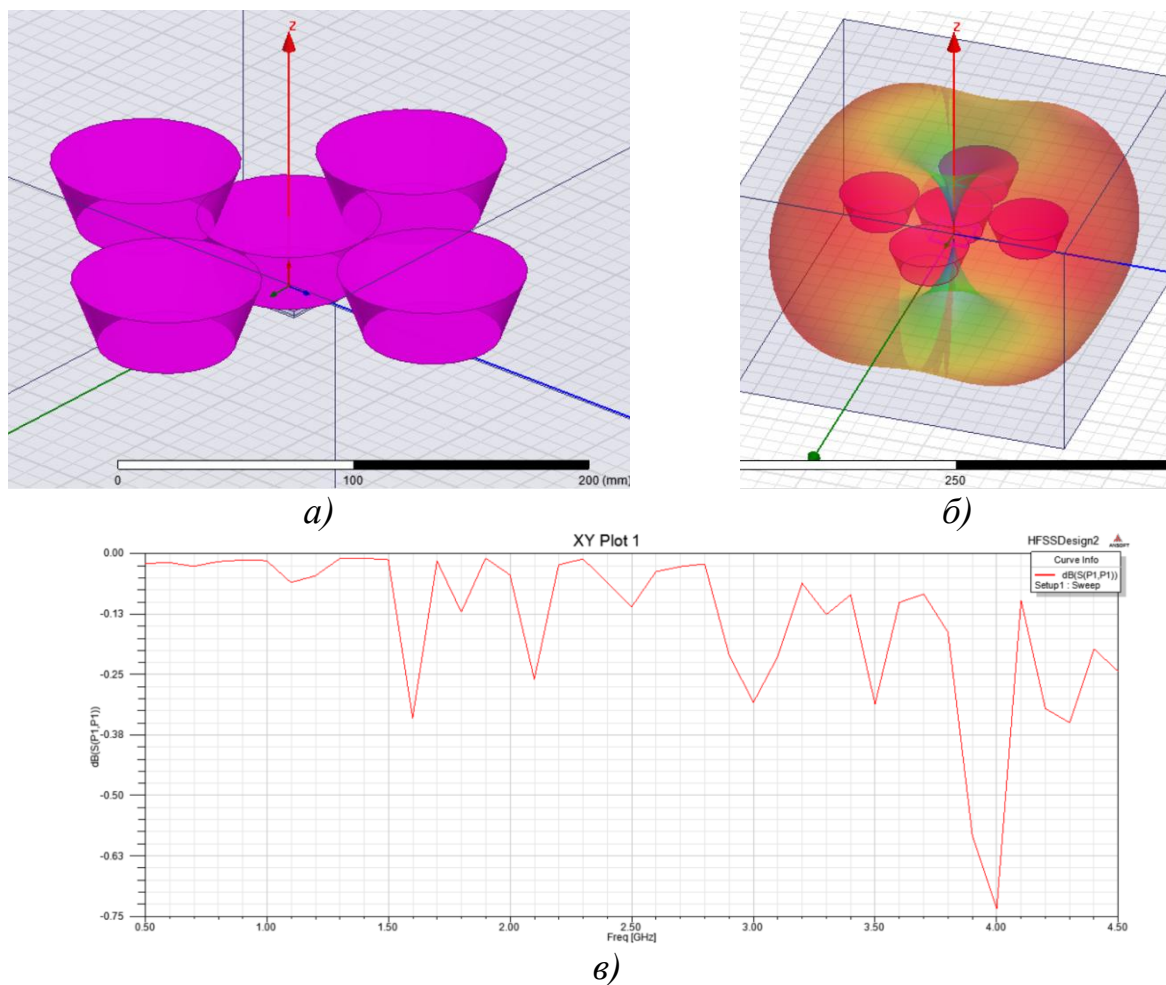 Z
0
100
200 (mm)
а)
Z
250
б)
XY Plot 1
HFSSDesign2
ANSOFT
Curve Info
dB(S(P1,P1))
Setup1 : Sweep
dB(S(P1,P1))
0.00
-0.13
-0.25
-0.38
-0.50
-0.63
-0.75
0.50
1.00
1.50
2.00
2.50
3.00
3.50
4.00
4.50
Freq [GHz]
в)